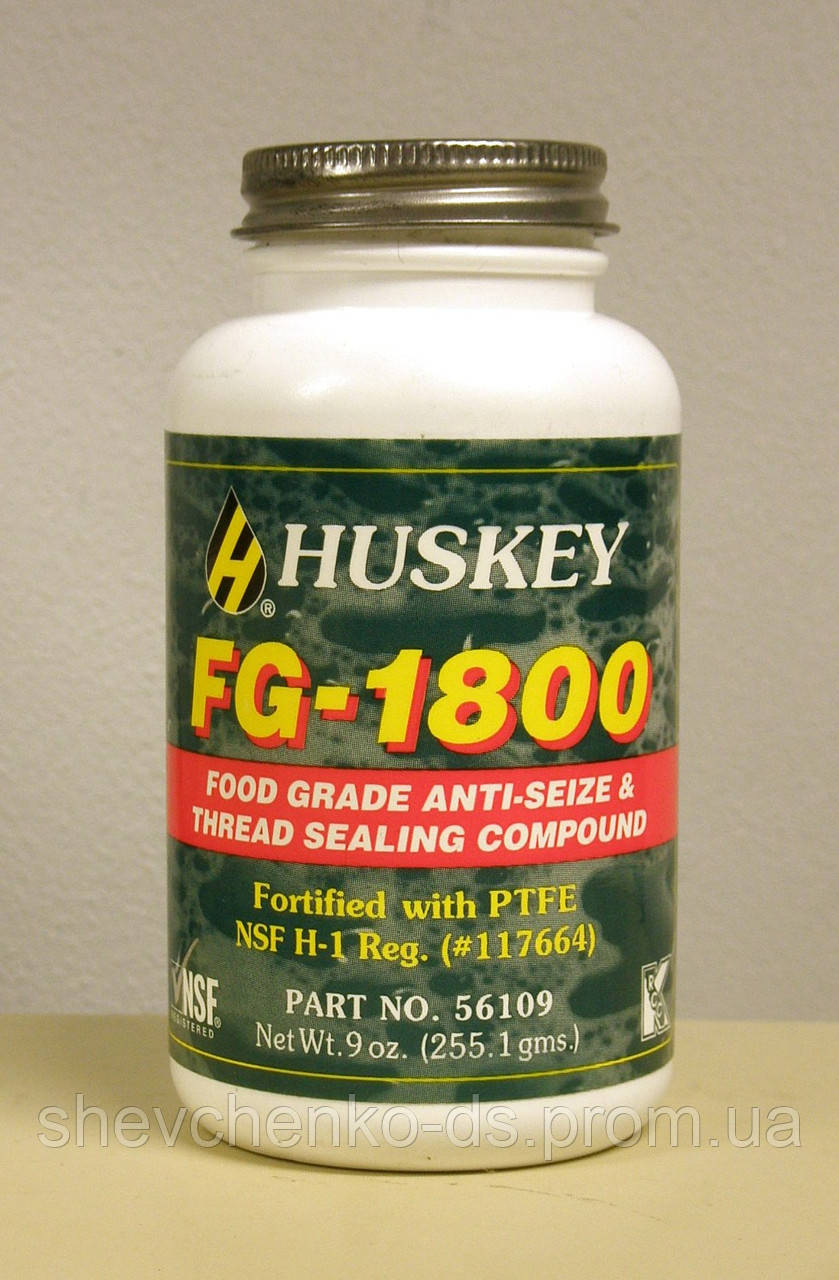 H HUSKEY
®
FG-1800
FOOD GRADE ANTI-SEIZE &
THREAD SEALING COMPOUND
Fortified with PTFE
NSF H-1 Reg. (#117664)
NSF®
REGISTERED
PART NO. 56109
Net Wt. 9 oz. (255.1 gms.)
K
shevchenko-ds.prom.ua